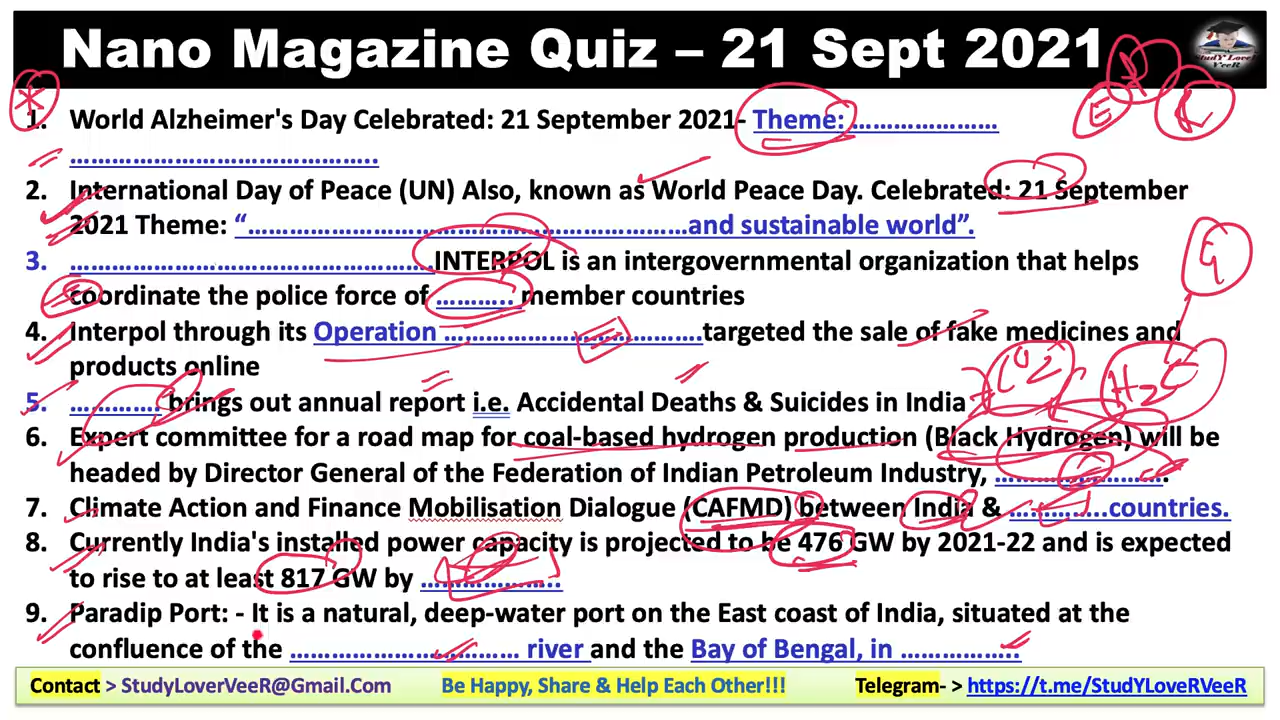 Nano Magazine Quiz – 21 Sept 2021
StudY LoveR
VeeR
1. World Alzheimer's Day Celebrated: 21 September 2021- Theme: …………………
…………………………………….. 
2. International Day of Peace (UN) Also, known as World Peace Day. Celebrated: 21 September
2021 Theme: “………………………………………………………and sustainable world”.
3. …………………………………………….INTERPOL is an intergovernmental organization that helps
coordinate the police force of ……….. member countries
4. Interpol through its Operation ……………………………….targeted the sale of fake medicines and
products online
5. …………. brings out annual report i.e. Accidental Deaths & Suicides in India
6. Expert committee for a road map for coal-based hydrogen production (Black Hydrogen) will be
headed by Director General of the Federation of Indian Petroleum Industry, …………………….
7. Climate Action and Finance Mobilisation Dialogue (CAFMD) between India & …………..countries.
8. Currently India's installed power capacity is projected to be 476 GW by 2021-22 and is expected
to rise to at least 817 GW by ………………..
9. Paradip Port: - It is a natural, deep-water port on the East coast of India, situated at the
confluence of the …………………………… river and the Bay of Bengal, in ……………..
Contact > StudyLoverVeeR@Gmail.Com Be Happy, Share & Help Each Other!!! Telegram- > https://t.me/StudYLoveRVeeR